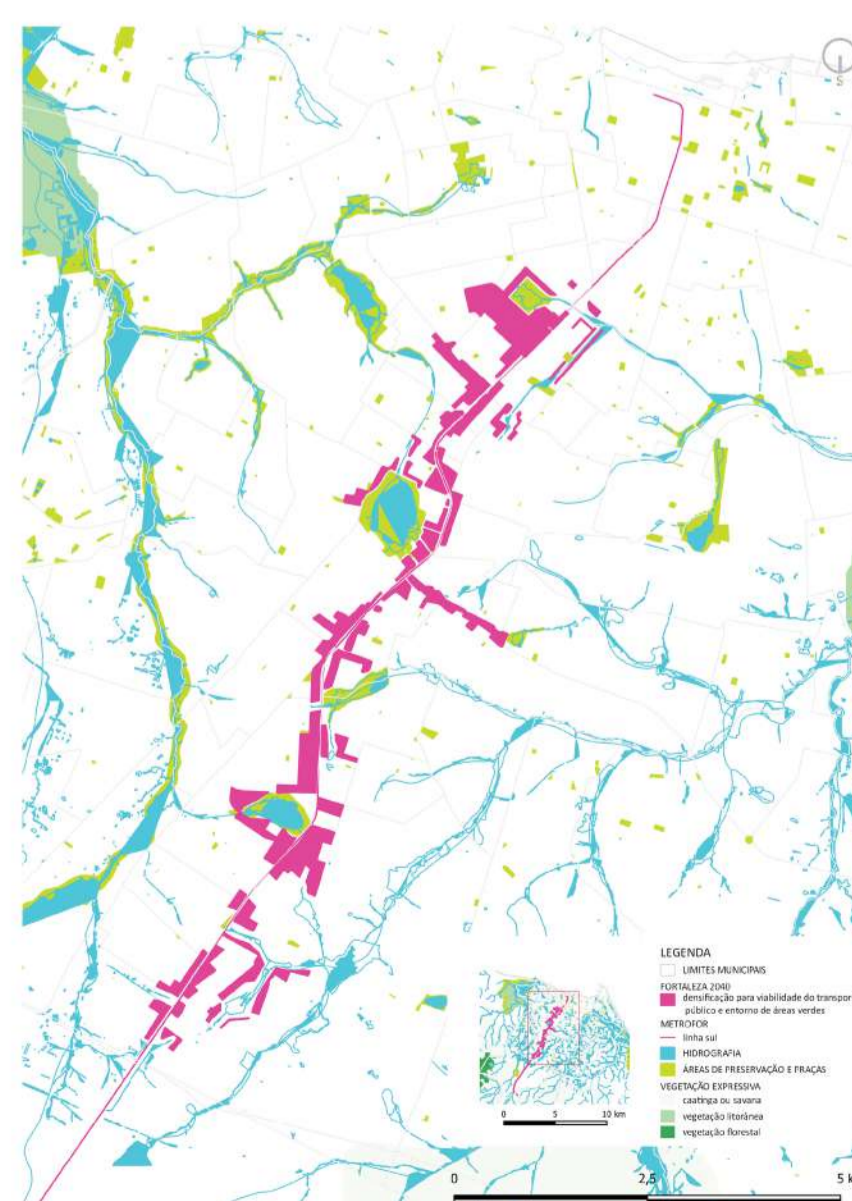 S
LEGENDA
LIMITES MUNICIPAIS
FORTALEZA 2040
densificação para viabilidade do transpor
público e entorno de áreas verdes
METROFOR
linha sul
HIDROGRAFIA
ÁREAS DE PRESERVAÇÃO E PRAÇAS
VEGETAÇÃO EXPRESSIVA
caatinga ou savana
vegetação litorânea
vegetação florestal
0 5 10 km
0 2,5 5 k